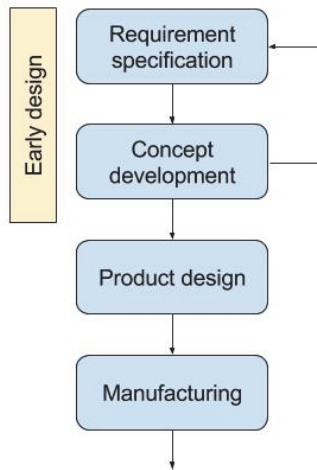 Early design
Requirement
specification
Concept
development
Product design
Manufacturing